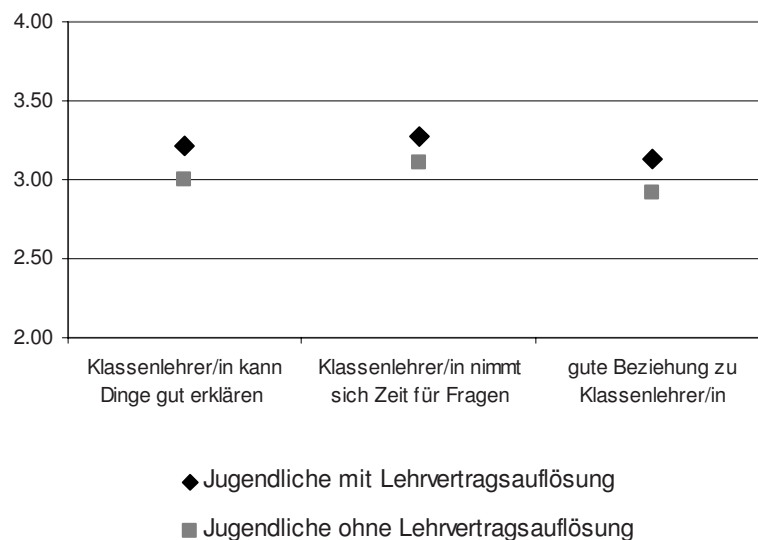 4.00
3.50
3.00
2.50
2.00
Klassenlehrer/in kann
Dinge gut erklären
Klassenlehrer/in nimmt
sich Zeit für Fragen
gute Beziehung zu
Klassenlehrer/in
Jugendliche mit Lehrvertragsauflösung
Jugendliche ohne Lehrvertragsauflösung